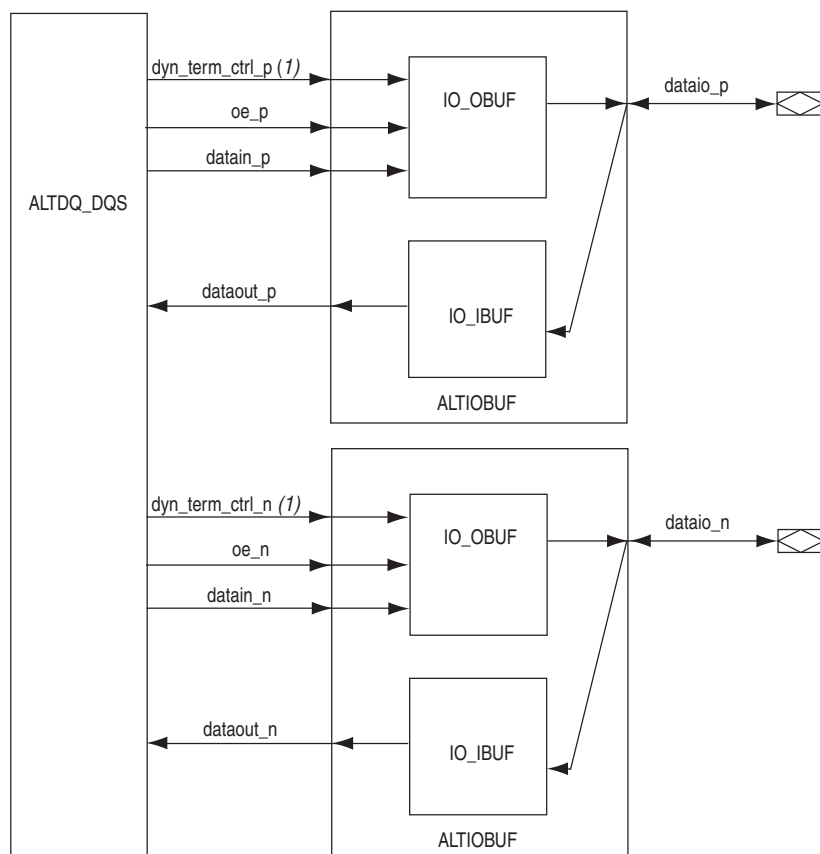 dyn_term_ctrl_p (1)
IO_OBUF
dataio_p
oe_p
datain_p
ALTDQ_DQS
dataout_p
IO_IBUF
ALTIOBUF
dyn_term_ctrl_n (1)
IO_OBUF
dataio_n
oe_n
datain_n
dataout_n
IO_IBUF
ALTIOBUF